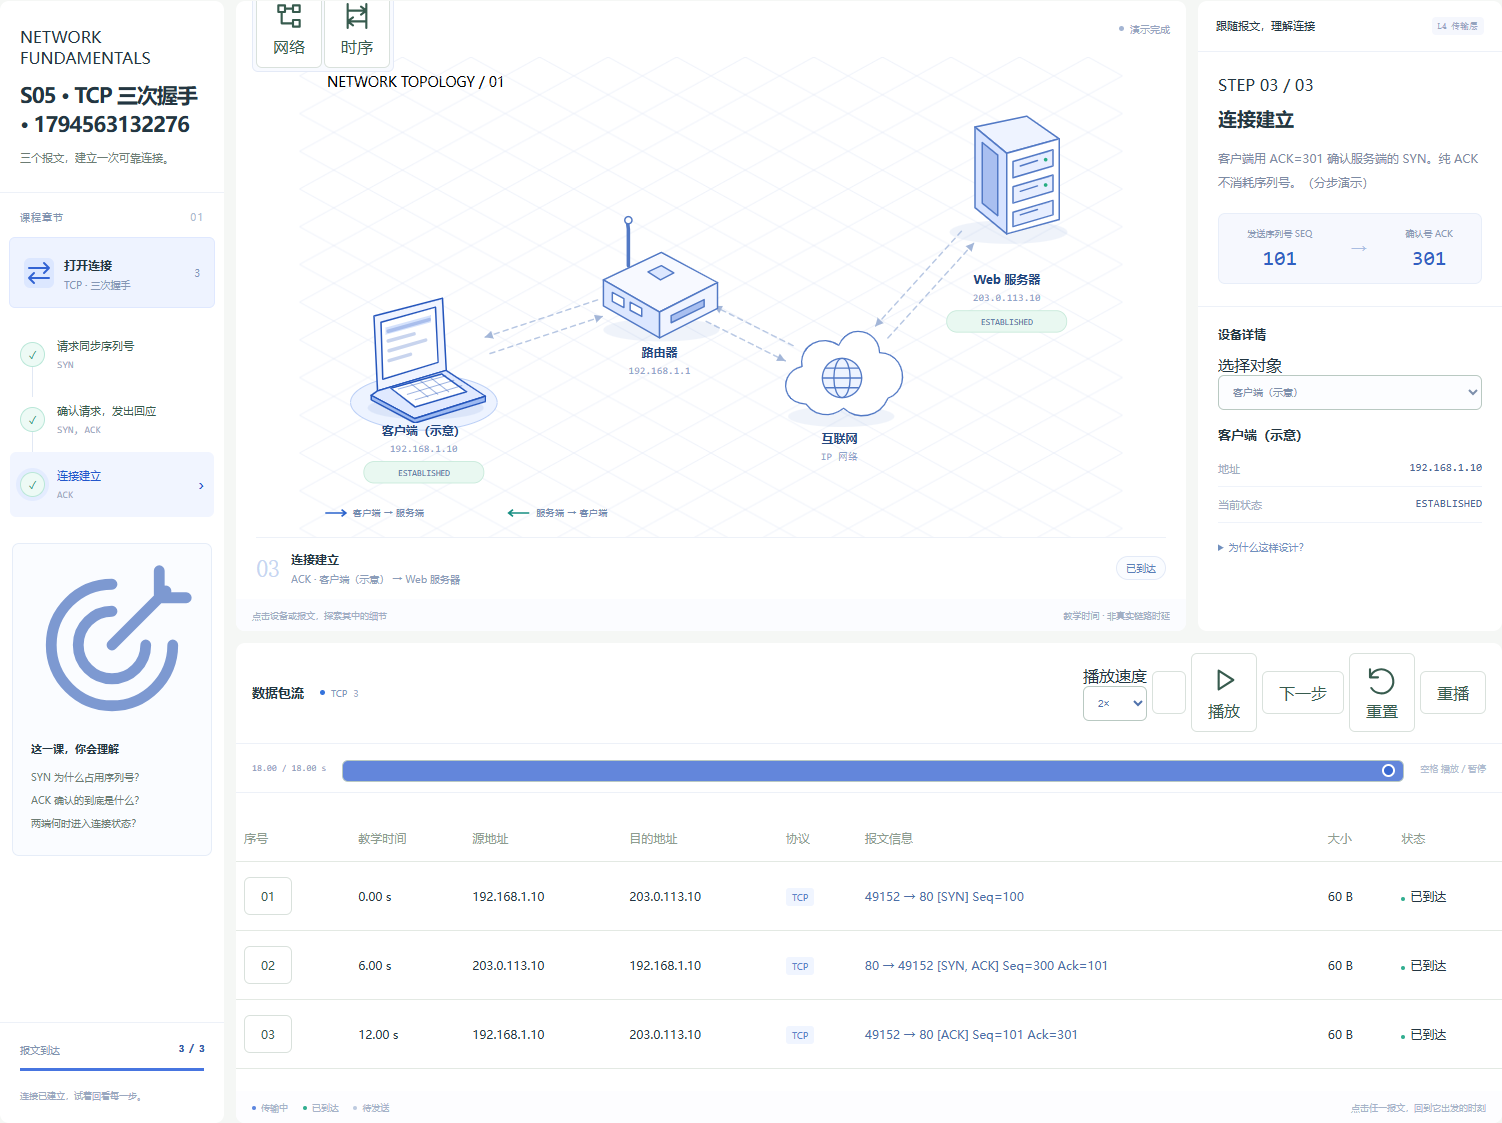 NETWORK
FUNDAMENTALS
S05 • TCP 三次握手
• 1794563132276
三个报文，建立一次可靠连接。
课程章节 01
打开连接
TCP · 三次握手
3
请求同步序列号
SYN
确认请求，发出回应
SYN, ACK
连接建立
ACK
这一课，你会理解
SYN 为什么占用序列号？
ACK 确认的到底是什么？
两端何时进入连接状态？
报文到达 3 / 3
连接已建立，试着回看每一步。
网络 时序
演示完成
NETWORK TOPOLOGY / 01
Web 服务器
203.0.113.10
ESTABLISHED
路由器
192.168.1.1
客户端（示意）
192.168.1.10
ESTABLISHED
互联网
IP 网络
客户端 → 服务端 服务端 → 客户端
03 连接建立
ACK · 客户端（示意） → Web 服务器
已到达
点击设备或报文，探索其中的细节 教学时间 · 非真实链路时延
跟随报文，理解连接 L4 传输层
STEP 03 / 03
连接建立
客户端用 ACK=301 确认服务端的 SYN。纯 ACK
不消耗序列号。（分步演示）
发送序列号 SEQ → 确认号 ACK
101 301
设备详情
选择对象
客户端（示意）
客户端（示意）
地址 192.168.1.10
当前状态 ESTABLISHED
为什么这样设计？
数据包流 TCP 3
播放速度
2×
播放 下一步 重置 重播
18.00 / 18.00 s 空格 播放 / 暂停
序号 教学时间 源地址 目的地址 协议 报文信息 大小 状态
01 0.00 s 192.168.1.10 203.0.113.10 TCP 49152 → 80 [SYN] Seq=100 60 B 已到达
02 6.00 s 203.0.113.10 192.168.1.10 TCP 80 → 49152 [SYN, ACK] Seq=300 Ack=101 60 B 已到达
03 12.00 s 192.168.1.10 203.0.113.10 TCP 49152 → 80 [ACK] Seq=101 Ack=301 60 B 已到达
传输中 已到达 待发送 点击任一报文，回到它出发的时刻